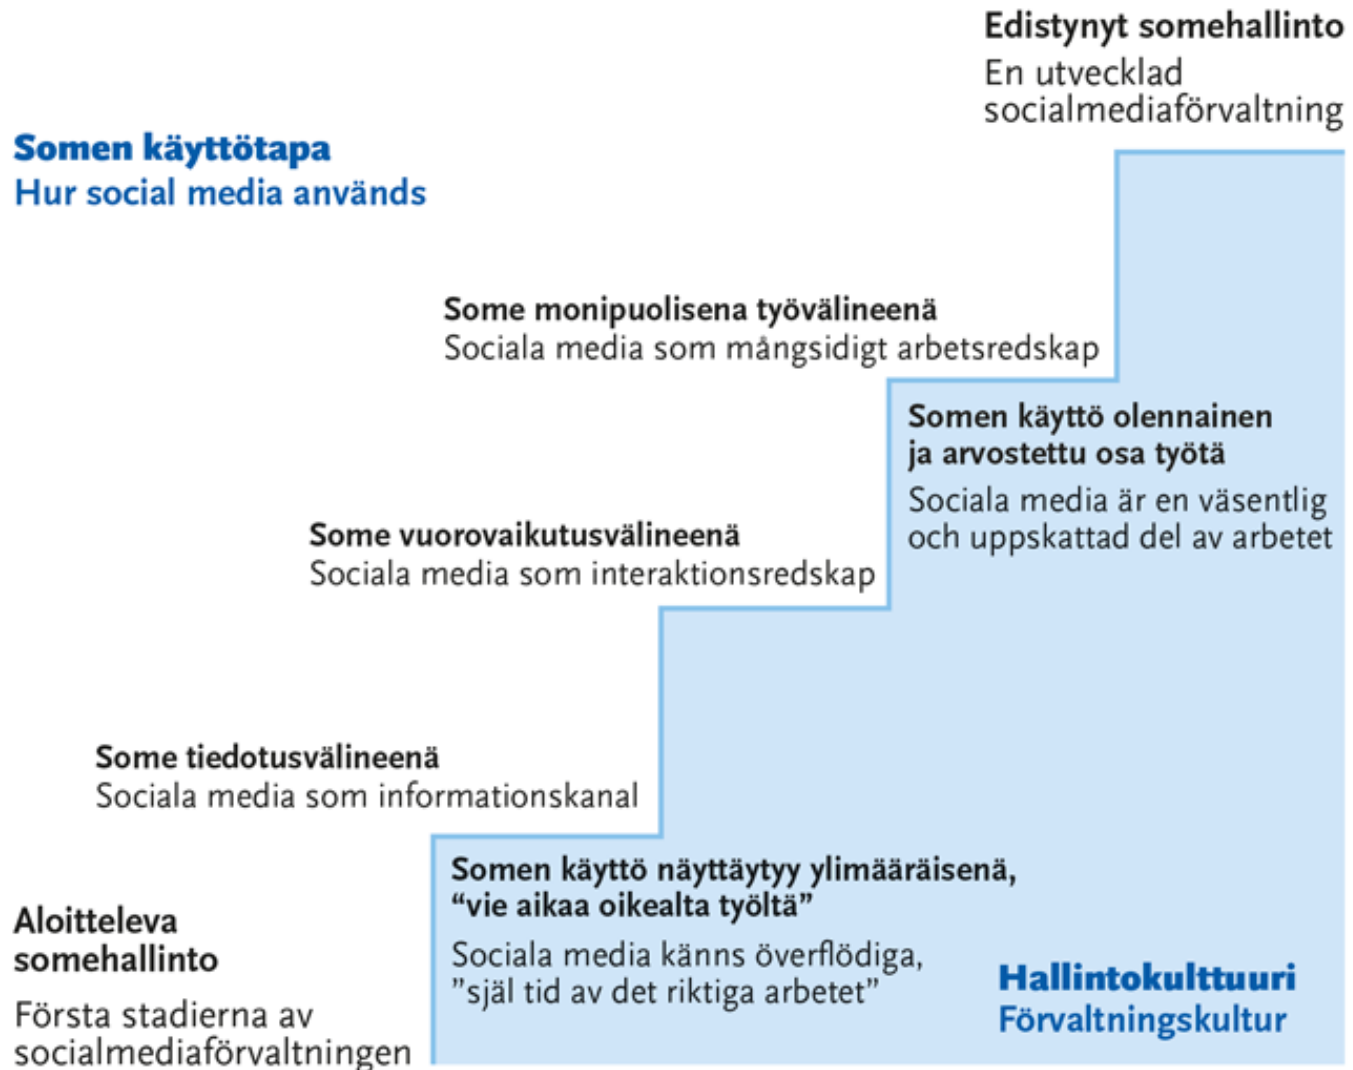 Edistynyt somehallinto
En utvecklad
socialmediaförvaltning
Somen käyttötapa
Hur social media används
Some monipuolisena työvälineenä
Sociala media som mångsidigt arbetsredskap
Somen käyttö olennainen
ja arvostettu osa työtä
Sociala media är en väsentlig
och uppskattad del av arbetet
Some vuorovaikutusvälineenä
Sociala media som interaktionsredskap
Some tiedotusvälineenä
Sociala media som informationskanal
Somen käyttö näyttäytyy ylimääräisenä,
“vie aikaa oikealta työltä”
Sociala media känns överflödiga,
”själ tid av det riktiga arbetet”
Aloitteleva
somehallinto
Första stadierna av
socialmediaförvaltningen
Hallintokulttuuri
Förvaltningskultur